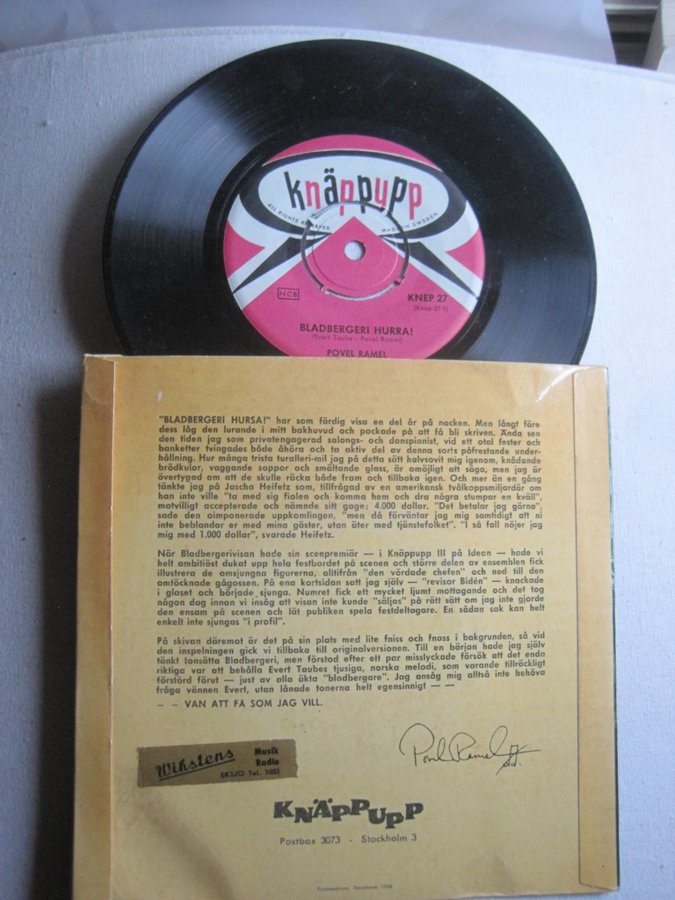 knäppupp
ALL RIGHTS RESERVED
MADE IN SWEDEN
NCB
KNEP 27
(Knep-27-1)
BLADBERGERI HURRA!
(Evert Taube - Povel Ramel)
POVEL RAMEL
"BLADBERGERI HURSA!" har som färdig visa en del år på nacken. Men långt före
dess låg den lurande i mitt bakhuvud och pockade på att få bli skriven. Ända sen
den tiden jag som privatengagerad salongs- och danspianist, vid ett otal fester och
banketter tvingades både åhöra och ta aktiv del av denna sorts påfrestande under-
hållning. Hur många trista turalleri-mil jag på detta sätt halvsovit mig igenom, knådande
brödkulor, vaggande soppor och smältande glass, är omöjligt att säga, men jag är
övertygad om att de skulle räcka både fram och tillbaka igen. Och mer än en gång
tänkte jag på Jascha Heifetz som, tillfrågad av en amerikansk tvålkoppsmiljardär om
han inte ville "ta med sig fiolen och komma hem och dra några stumpar en kväll",
motvilligt accepterade och nämnde sitt gage: 4.000 dollar. "Det betalar jag gärna",
sade den oimponerade uppkomlingen, "men då förväntar jag mig samtidigt att ni
inte beblandar er med mina gäster, utan äter med tjänstefolket". "I så fall nöjer jag
mig med 1.000 dollar", svarade Heifetz.
När Bladbergerivisan hade sin scenpremiär — i Knäppupp III på Idéon — hade vi
helt ambitiöst dukat upp hela festbordet på scenen och större delen av ensemblen fick
illustrera de omsjungna figurerna, alltifrån "den vördade chefen" och ned till den
omtöcknade gågossen. På ena kortsidan satt jag själv — "revisor Bidén" — knackade
i glaset och började sjunga. Numret fick ett mycket ljumt mottagande och det tog
någon dag innan vi insåg att visan inte kunde "säljas" på rätt sätt om jag inte gjorde
den ensam på scenen och lät publiken spela festdeltagare. En sådan sak kan helt
enkelt inte sjungas "i profil".
På skivan däremot är det på sin plats med lite fniss och fnass i bakgrunden, så vid
den inspelningen gick vi tillbaka till originalversionen. Till en början hade jag själv
tänkt tonsätta Bladbergeri, men förstod efter ett par misslyckade försök att det enda
riktiga var att behålla Evert Taubes tjusiga, norska melodi, som varande tillräckligt
förstörd förut — just av alla äkta "bladbergare". Jag ansåg mig alltså inte behöva
fråga vännen Evert, utan lånade tonerna helt egensinnigt — —
— — VAN ATT FÅ SOM JAG VILL.
Povel Ramel
Wikstens Musik
Radio
EKSJÖ Tel. 1052
KNÄPPUPP
Postbox 3073 - Stockholm 3